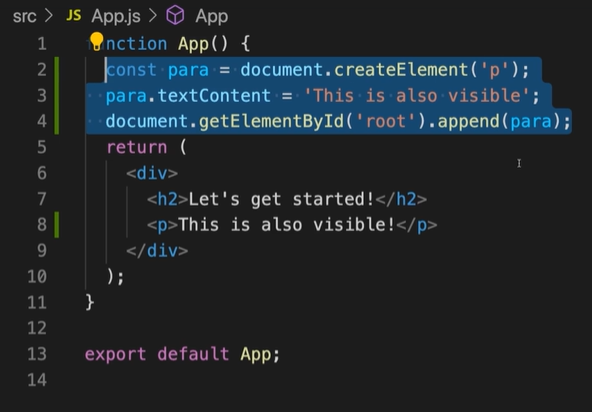 src > JS App.js > App
1 nction App() {
2 const para = document.createElement('p');
3 para.textContent = 'This is also visible';
4 document.getElementById('root').append(para);
5 return (
6 <div>
7 <h2>Let's get started!</h2>
8 <p>This is also visible!</p>
9 </div>
10 );
11 }
12
13 export default App;
14